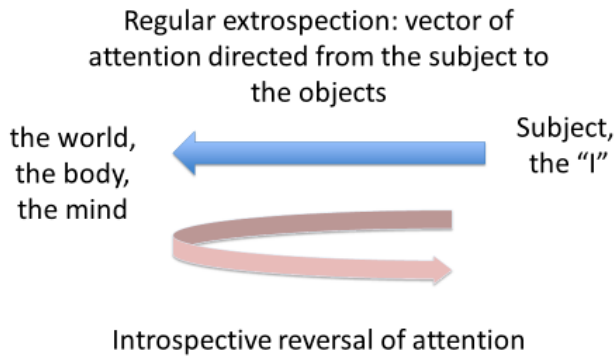 Regular extrospection: vector of
attention directed from the subject to
the objects
the world,
the body,
the mind
Subject,
the “I”
Introspective reversal of attention